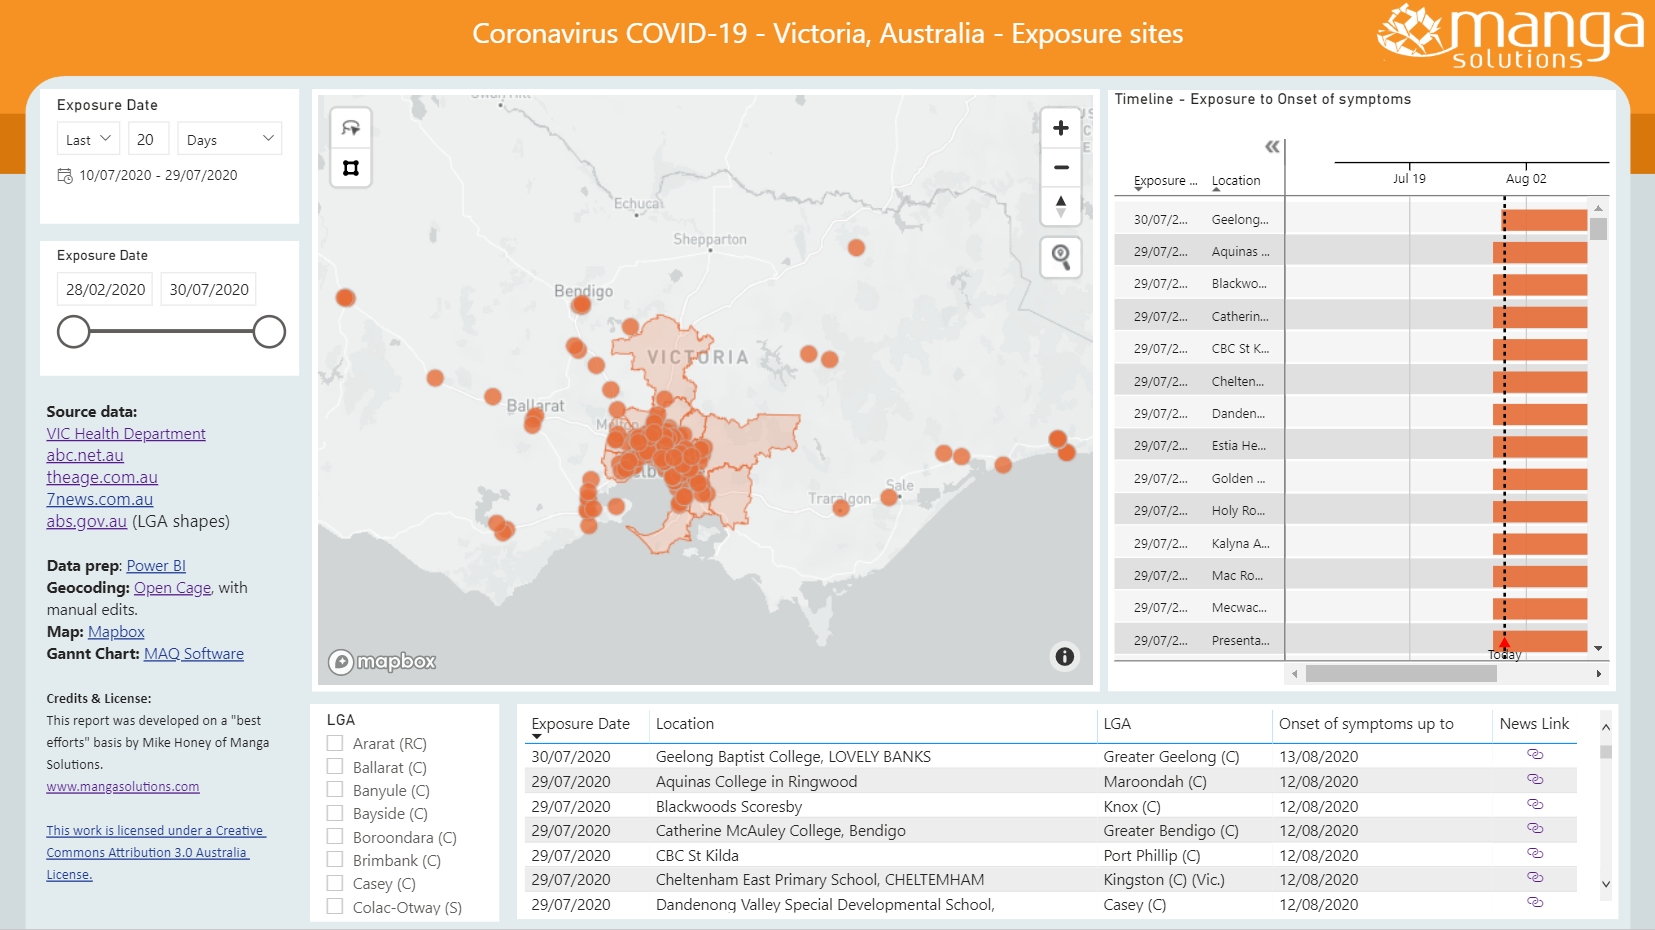 Coronavirus COVID-19 - Victoria, Australia - Exposure sites
manga
solutions
Exposure Date
Last
20
Days
10/07/2020 - 29/07/2020
Exposure Date
28/02/2020
30/07/2020
Source data:
VIC Health Department
abc.net.au
theage.com.au
7news.com.au
abs.gov.au (LGA shapes)
Data prep: Power BI
Geocoding: Open Cage, with
manual edits.
Map: Mapbox
Gannt Chart: MAQ Software
Credits & License:
This report was developed on a "best
efforts" basis by Mike Honey of Manga
Solutions.
www.mangasolutions.com
This work is licensed under a Creative
Commons Attribution 3.0 Australia
License.
Echuca
Shepparton
Bendigo
VICTORIA
Ballarat
Traralgon
Sale
mapbox
Timeline - Exposure to Onset of symptoms
Exposure ... Location
Jul 19
Aug 02
30/07/2... Geelong...
29/07/2... Aquinas ...
29/07/2... Blackwo...
29/07/2... Catherin...
29/07/2... CBC St K...
29/07/2... Chelten...
29/07/2... Danden...
29/07/2... Estia He...
29/07/2... Golden ...
29/07/2... Holy Ro...
29/07/2... Kalyna A...
29/07/2... Mac Ro...
29/07/2... Mecwac...
29/07/2... Presenta...
Today
LGA
Ararat (RC)
Ballarat (C)
Banyule (C)
Bayside (C)
Boroondara (C)
Brimbank (C)
Casey (C)
Colac-Otway (S)
Exposure Date Location LGA Onset of symptoms up to News Link
30/07/2020 Geelong Baptist College, LOVELY BANKS Greater Geelong (C) 13/08/2020
29/07/2020 Aquinas College in Ringwood Maroondah (C) 12/08/2020
29/07/2020 Blackwoods Scoresby Knox (C) 12/08/2020
29/07/2020 Catherine McAuley College, Bendigo Greater Bendigo (C) 12/08/2020
29/07/2020 CBC St Kilda Port Phillip (C) 12/08/2020
29/07/2020 Cheltenham East Primary School, CHELTEMHAM Kingston (C) (Vic.) 12/08/2020
29/07/2020 Dandenong Valley Special Developmental School, Casey (C) 12/08/2020